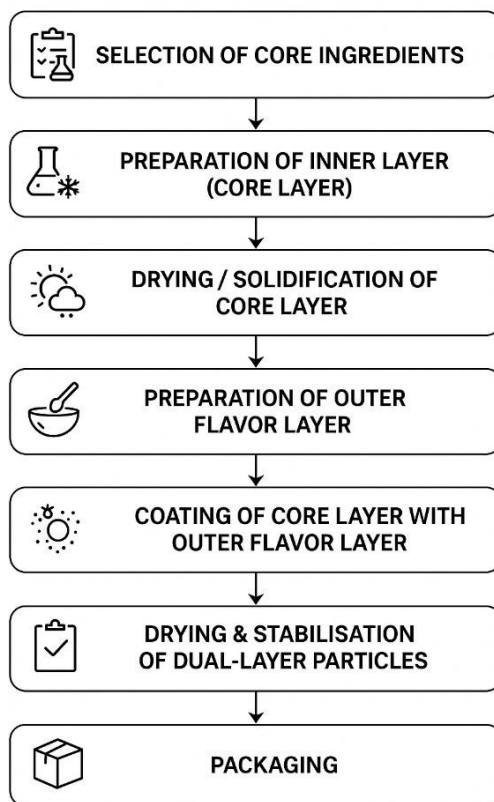 SELECTION OF CORE INGREDIENTS
PREPARATION OF INNER LAYER
(CORE LAYER)
DRYING / SOLIDIFICATION OF
CORE LAYER
PREPARATION OF OUTER
FLAVOR LAYER
COATING OF CORE LAYER WITH
OUTER FLAVOR LAYER
DRYING & STABILISATION
OF DUAL-LAYER PARTICLES
PACKAGING